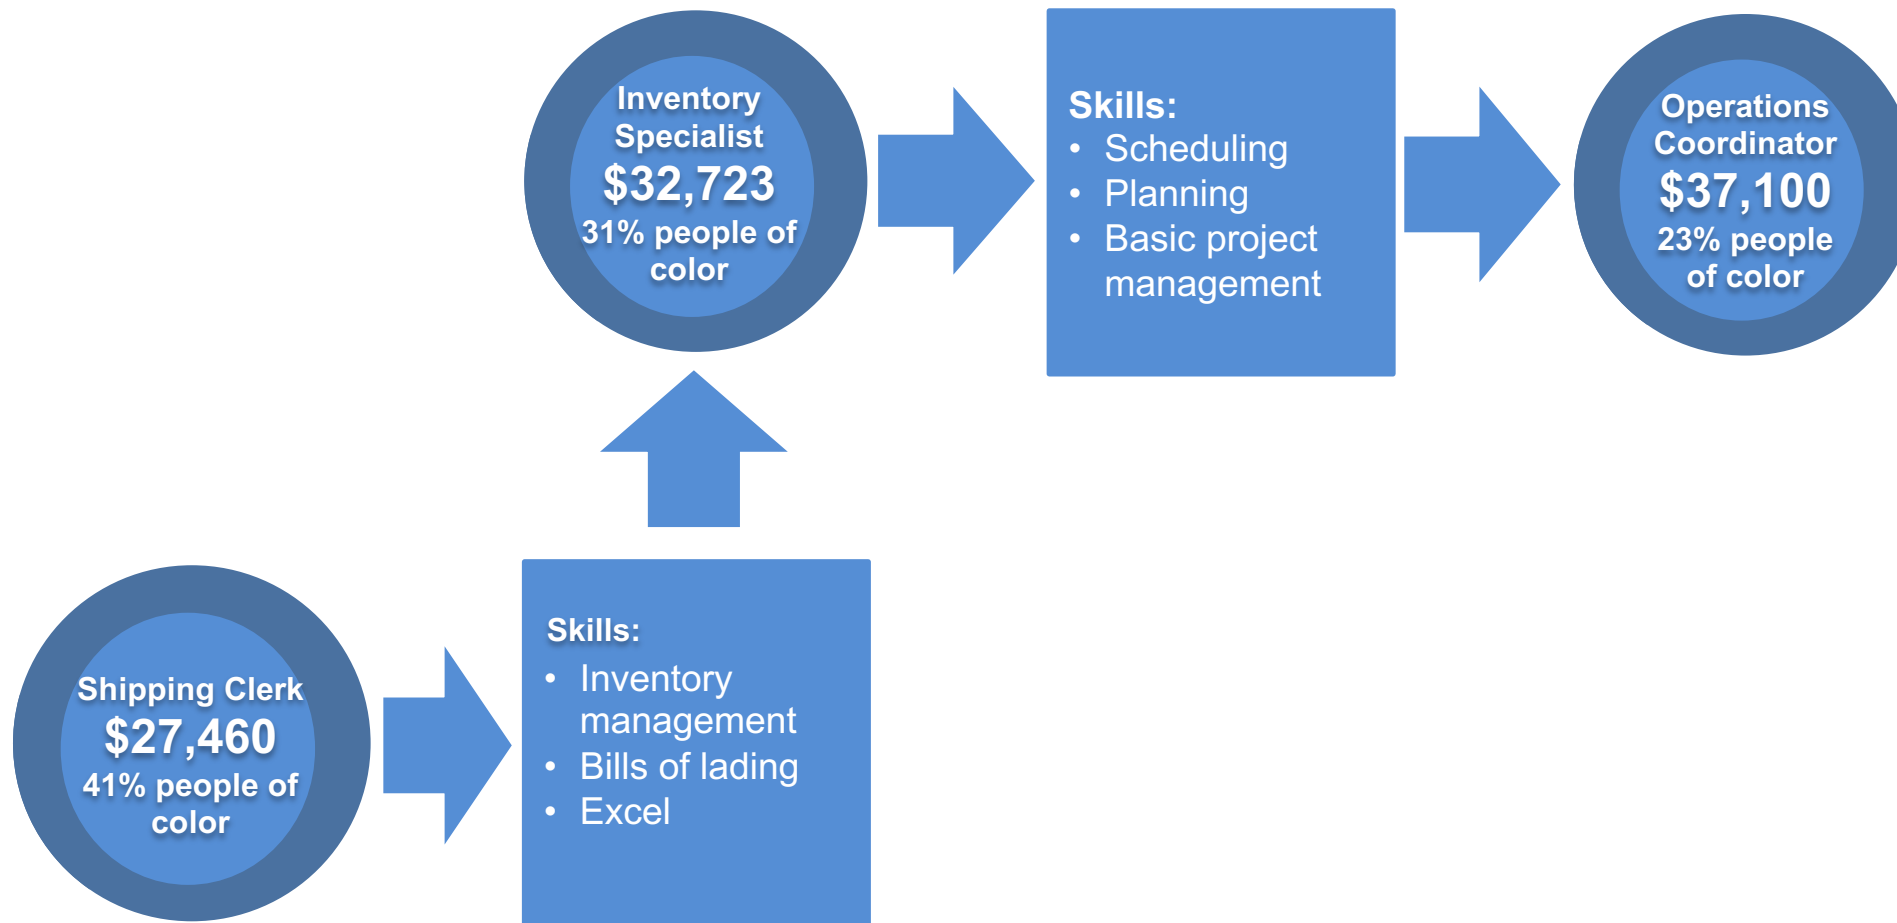 Inventory
Specialist
$32,723
31% people of
color
Skills:
• Scheduling
• Planning
• Basic project
management
Operations
Coordinator
$37,100
23% people
of color
Shipping Clerk
$27,460
41% people of
color
Skills:
• Inventory
management
• Bills of lading
• Excel